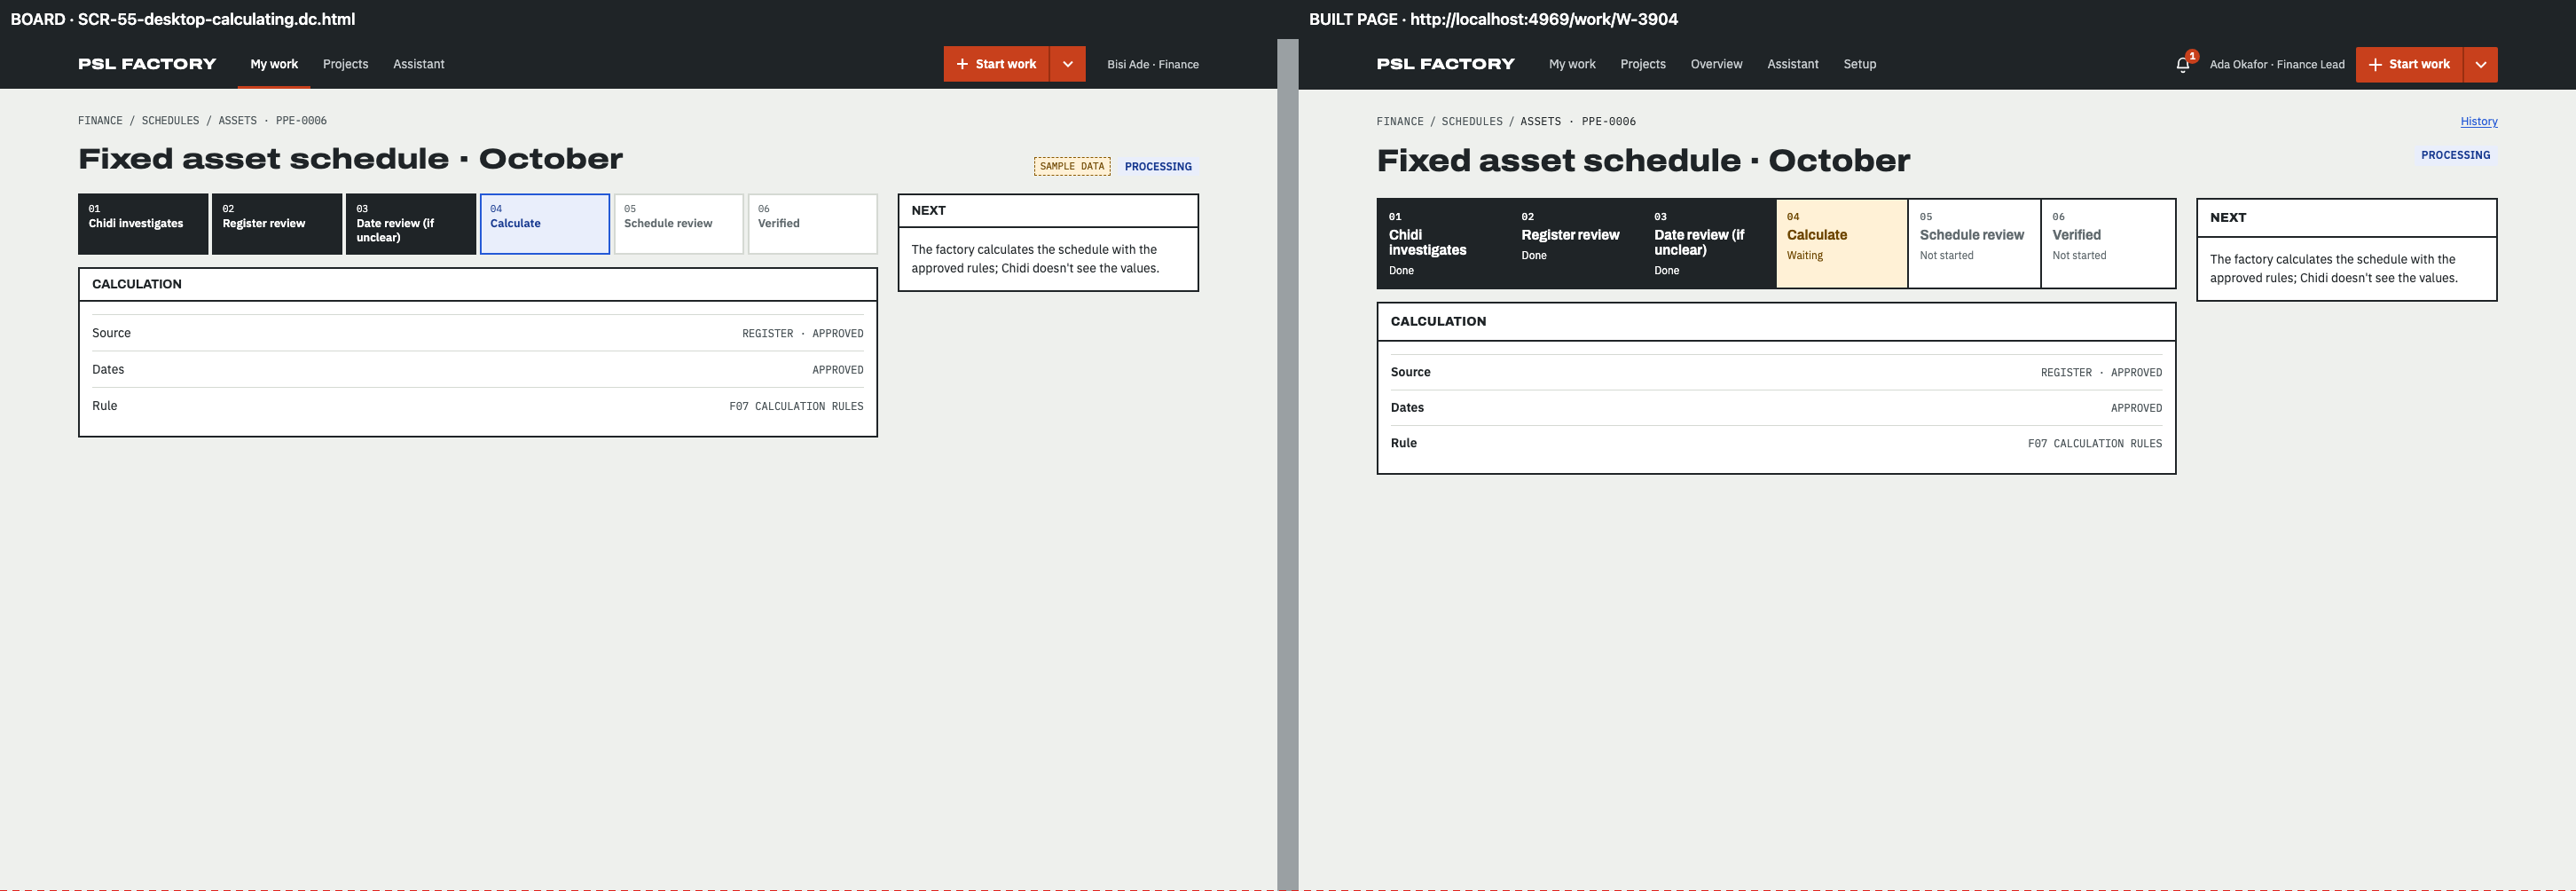 BOARD · SCR-55-desktop-calculating.dc.html
PSL FACTORY
My work
Projects
Assistant
Start work
Bisi Ade · Finance
FINANCE / SCHEDULES / ASSETS · PPE-0006
Fixed asset schedule · October
SAMPLE DATA
PROCESSING
01
Chidi investigates
02
Register review
03
Date review (if
unclear)
04
Calculate
05
Schedule review
06
Verified
NEXT
The factory calculates the schedule with the
approved rules; Chidi doesn't see the values.
CALCULATION
Source
REGISTER · APPROVED
Dates
APPROVED
Rule
F07 CALCULATION RULES
BUILT PAGE · http://localhost:4969/work/W-3904
PSL FACTORY
My work
Projects
Overview
Assistant
Setup
1
Ada Okafor · Finance Lead
Start work
FINANCE / SCHEDULES / ASSETS · PPE-0006
History
Fixed asset schedule · October
PROCESSING
01
Chidi
investigates
Done
02
Register review
Done
03
Date review (if
unclear)
Done
04
Calculate
Waiting
05
Schedule review
Not started
06
Verified
Not started
NEXT
The factory calculates the schedule with the
approved rules; Chidi doesn't see the values.
CALCULATION
Source
REGISTER · APPROVED
Dates
APPROVED
Rule
F07 CALCULATION RULES